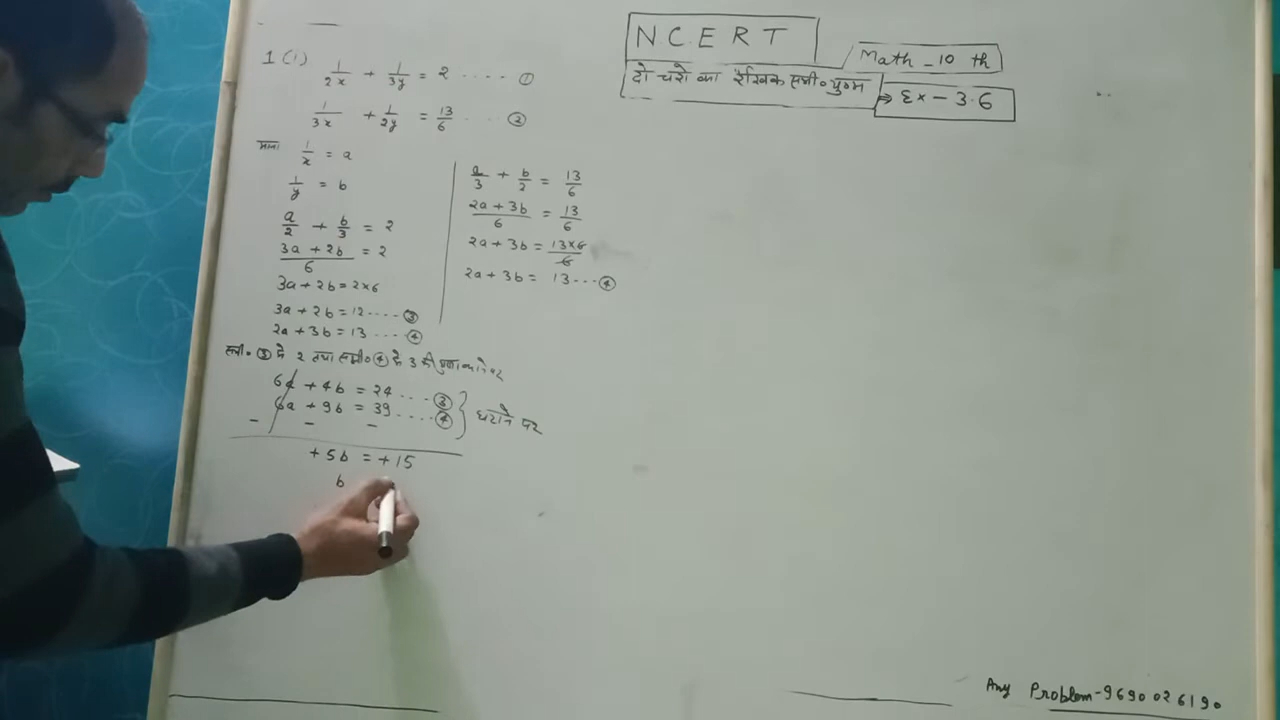 NCERT
Math - 10 th
दो चरो का रैखिक समी० युग्म
⇒ Ex - 3.6
1 (i) 1/2x + 1/3y = 2 ..... ①
1/3x + 1/2y = 13/6 ②
माना 1/x = a
1/y = b
a/2 + b/3 = 2
3a + 2b/6 = 2
3a + 2b = 2×6
3a + 2b = 12 ..... ③
2a + 3b = 13 .... ④
a/3 + b/2 = 13/6
2a + 3b/6 = 13/6
2a + 3b = 13×6/6
2a + 3b = 13 ... ④
समी० ③ में 2 तथा समी० ④ में 3 की गुणा करने पर
6a + 4b = 24 ... ③
6a + 9b = 39 .... ④
- - -
घटाने पर
+5b = +15
b
Any Problem - 9690026190